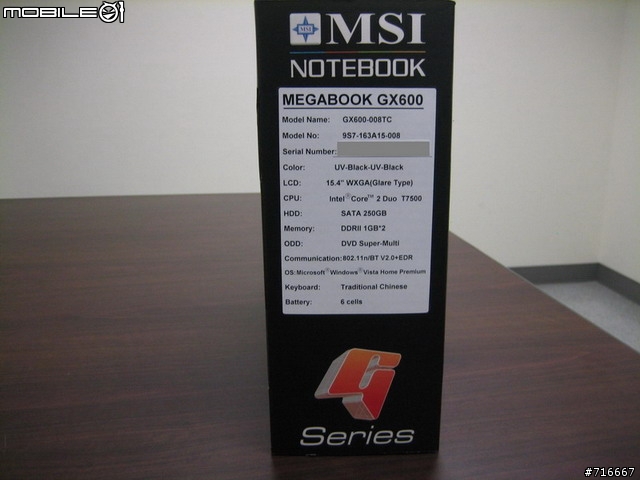 MOBILE01
MSI
MSI
NOTEBOOK
MEGABOOK GX600
Model Name: GX600-008TC
Model No: 9S7-163A15-008
Serial Number:
Color: UV-Black-UV-Black
LCD: 15.4" WXGA(Glare Type)
CPU: Intel®Core™ 2 Duo T7500
HDD: SATA 250GB
Memory: DDRII 1GB*2
ODD: DVD Super-Multi
Communication:802.11n/BT V2.0+EDR
OS:Microsoft®Windows®Vista Home Premium
Keyboard: Traditional Chinese
Battery: 6 cells
G
Series
#716667